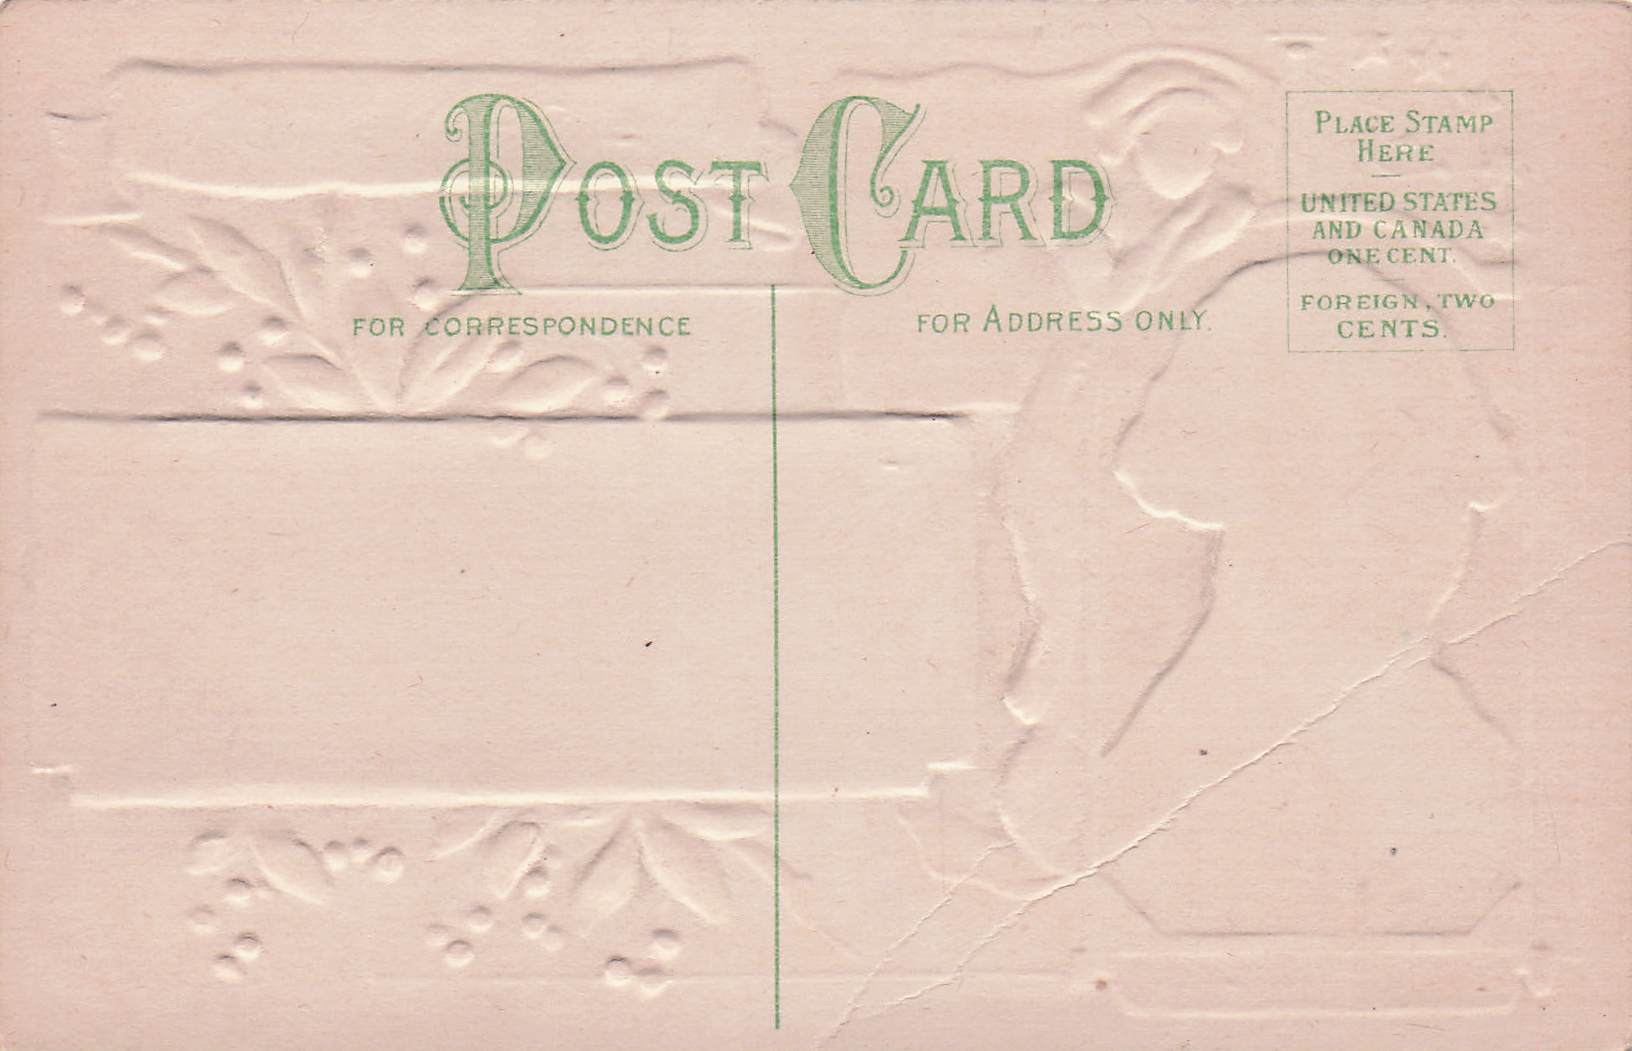 POST CARD
FOR CORRESPONDENCE
FOR ADDRESS ONLY.
PLACE STAMP
HERE
UNITED STATES
AND CANADA
ONE CENT.
FOREIGN, TWO
CENTS.